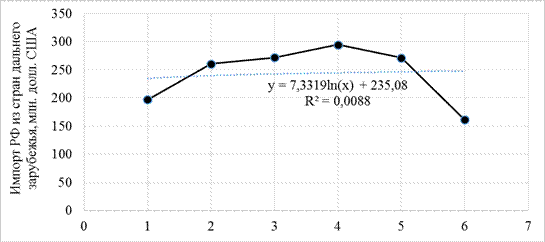 Импорт РФ из стран дальнего
зарубежья, млн. долл. США
350
300
250
200
150
100
50
0
y = 7,3319ln(x) + 235,08
R² = 0,0088
0 1 2 3 4 5 6 7